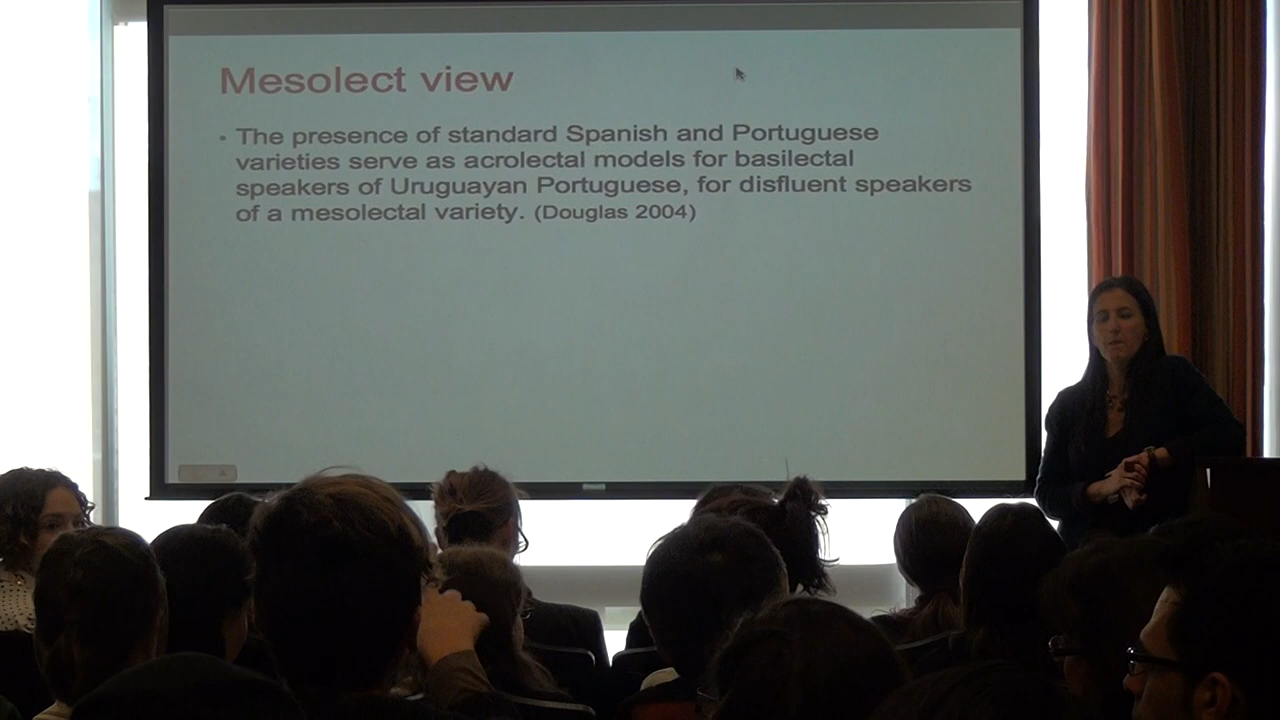 Mesolect view
• The presence of standard Spanish and Portuguese
varieties serve as acrolectal models for basilectal
speakers of Uruguayan Portuguese, for disfluent speakers
of a mesolectal variety. (Douglas 2004)